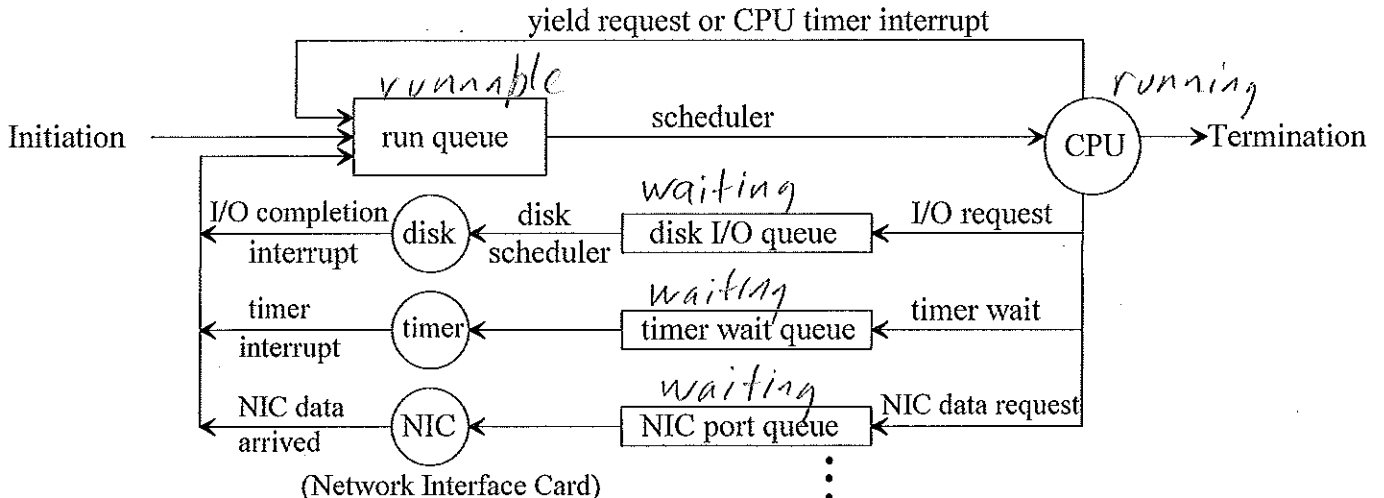 yield request or CPU timer interrupt
runnable
running
Initiation
run queue
scheduler
CPU
Termination
waiting
I/O completion
interrupt
disk
disk
scheduler
disk I/O queue
I/O request
waiting
timer
interrupt
timer
timer wait queue
timer wait
waiting
NIC data
arrived
NIC
NIC port queue
NIC data request
(Network Interface Card)